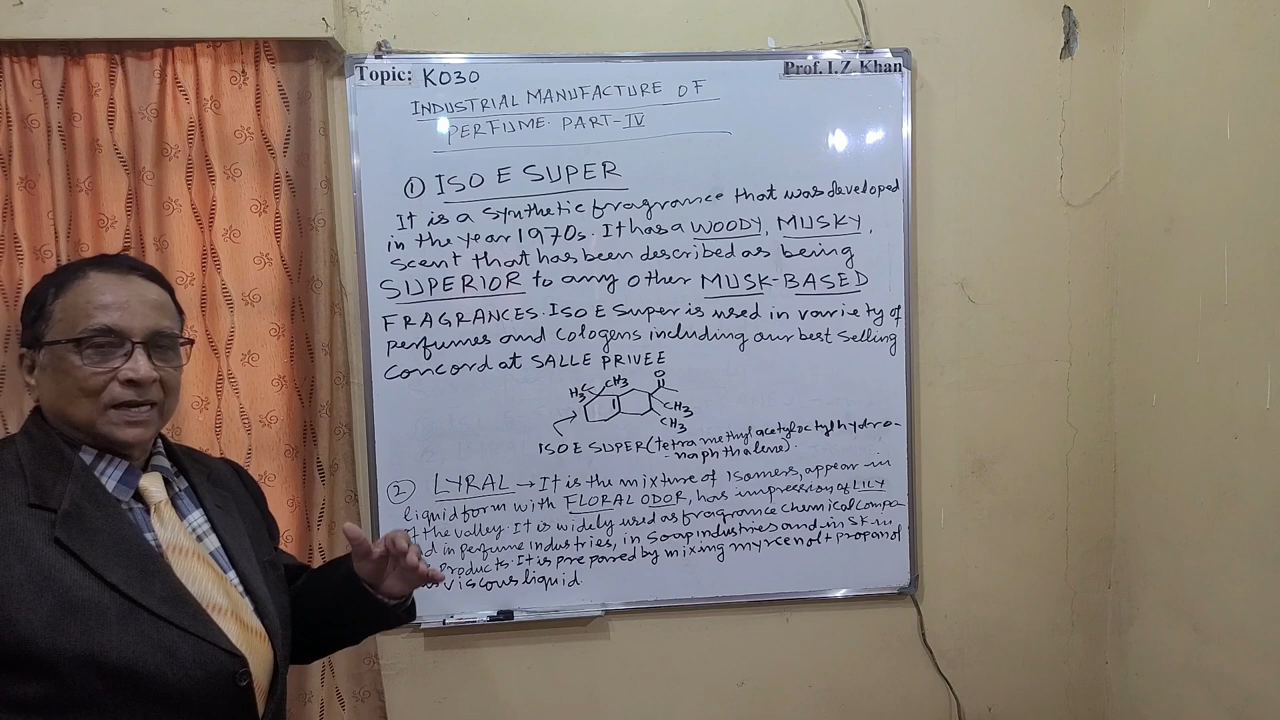 Topic: K030
Prof. I.Z. Khan
INDUSTRIAL MANUFACTURE OF
PERFUME. PART-IV
① ISO E SUPER
It is a synthetic fragrance that was developed
in the year 1970s. It has a WOODY, MUSKY,
scent that has been described as being
SUPERIOR to any other MUSK-BASED
FRAGRANCES. ISO E Super is used in variety of
perfumes and Cologens including our best Selling
Concord at SALLE PRIVEE
H3C CH3 O
CH3
CH3
ISO E SUPER (tetramethyl acetyloctylhydro-
-naphthalene).
② LYRAL → It is the mixture of Isomers, appear in
liquid form with FLORAL ODOR, has impression of LILY
of the valley. It is widely used as fragrance chemical Compo-
in perfume industries, in Soap industries and in SK-in
Products. It is prepared by mixing myrcenol + propanol
viscous liquid.